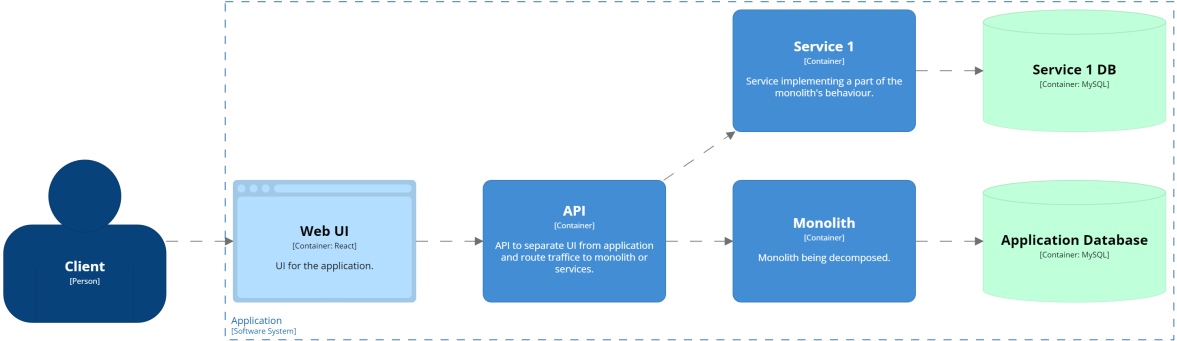 Service 1
[Container]
Service implementing a part of the
monolith's behaviour.
Service 1 DB
[Container: MySQL]
Client
[Person]
Web UI
[Container: React]
UI for the application.
API
[Container]
API to separate UI from application
and route traffice to monolith or
services.
Monolith
[Container]
Monolith being decomposed.
Application Database
[Container: MySQL]
Application
[Software System]